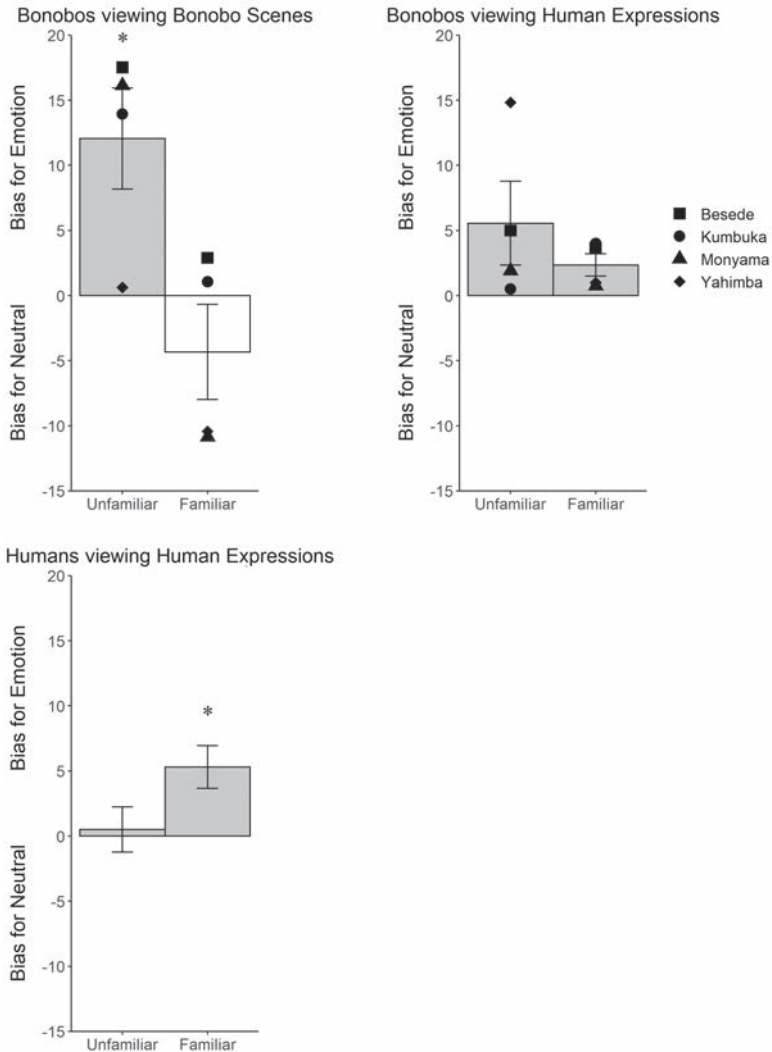 Bonobos viewing Bonobo Scenes
*
20
15
10
5
0
-5
-10
-15
Bias for Emotion
Bias for Neutral
Unfamiliar Familiar
Bonobos viewing Human Expressions
20
15
10
5
0
-5
-10
-15
Bias for Emotion
Bias for Neutral
Unfamiliar Familiar
Besede
Kumbuka
Monyama
Yahimba
Humans viewing Human Expressions
20
15
10
*
5
0
-5
-10
-15
Bias for Emotion
Bias for Neutral
Unfamiliar Familiar